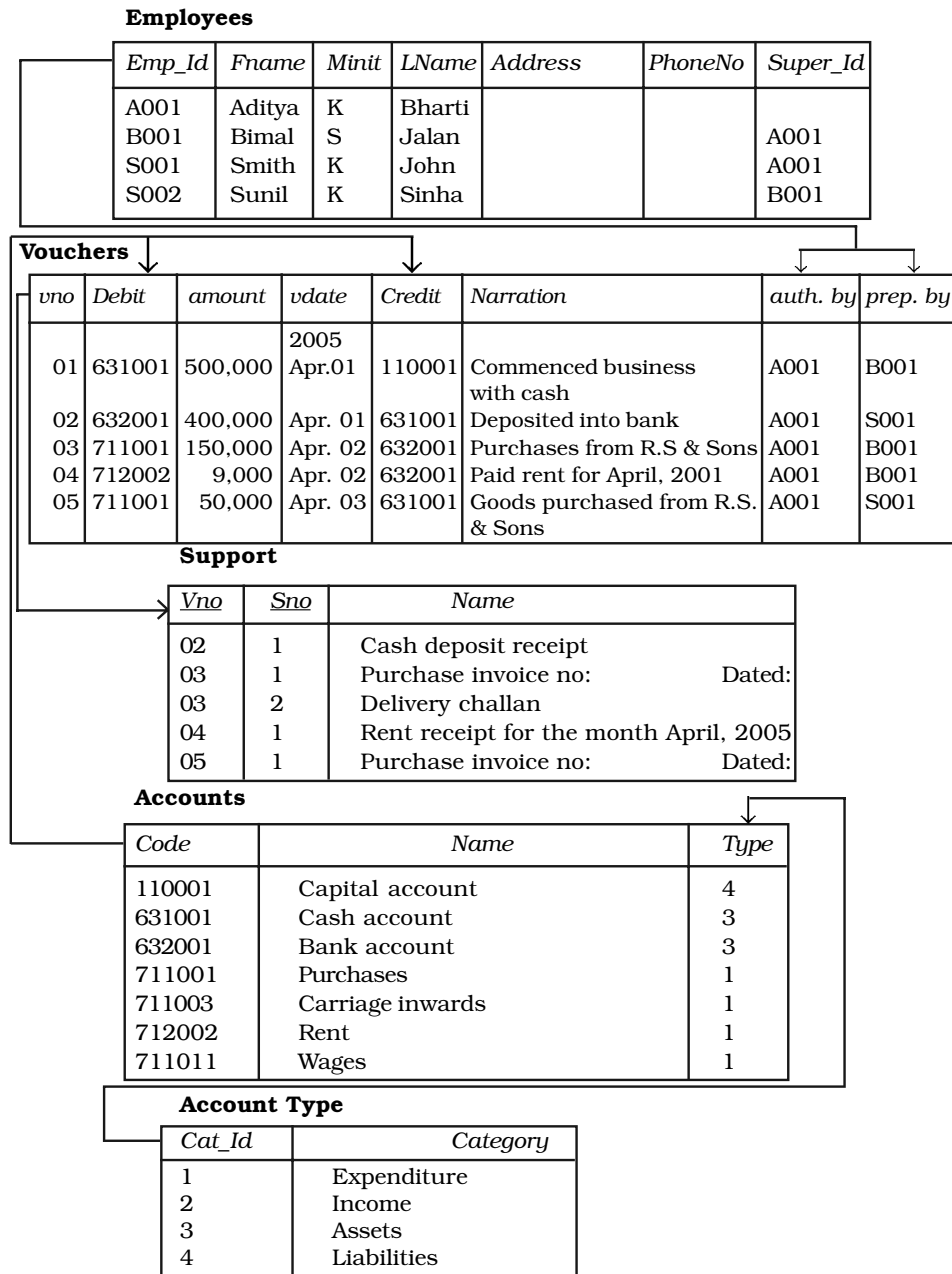 Employees
Emp_Id Fname Minit LName Address PhoneNo Super_Id
A001 Aditya K Bharti
B001 Bimal S Jalan A001
S001 Smith K John A001
S002 Sunil K Sinha B001
Vouchers
vno Debit amount vdate Credit Narration auth. by prep. by
2005
01 631001 500,000 Apr.01 110001 Commenced business A001 B001
with cash
02 632001 400,000 Apr. 01 631001 Deposited into bank A001 S001
03 711001 150,000 Apr. 02 632001 Purchases from R.S & Sons A001 B001
04 712002 9,000 Apr. 02 632001 Paid rent for April, 2001 A001 B001
05 711001 50,000 Apr. 03 631001 Goods purchased from R.S. A001 S001
& Sons
Support
Vno Sno Name
02 1 Cash deposit receipt
03 1 Purchase invoice no: Dated:
03 2 Delivery challan
04 1 Rent receipt for the month April, 2005
05 1 Purchase invoice no: Dated:
Accounts
Code Name Type
110001 Capital account 4
631001 Cash account 3
632001 Bank account 3
711001 Purchases 1
711003 Carriage inwards 1
712002 Rent 1
711011 Wages 1
Account Type
Cat_Id Category
1 Expenditure
2 Income
3 Assets
4 Liabilities